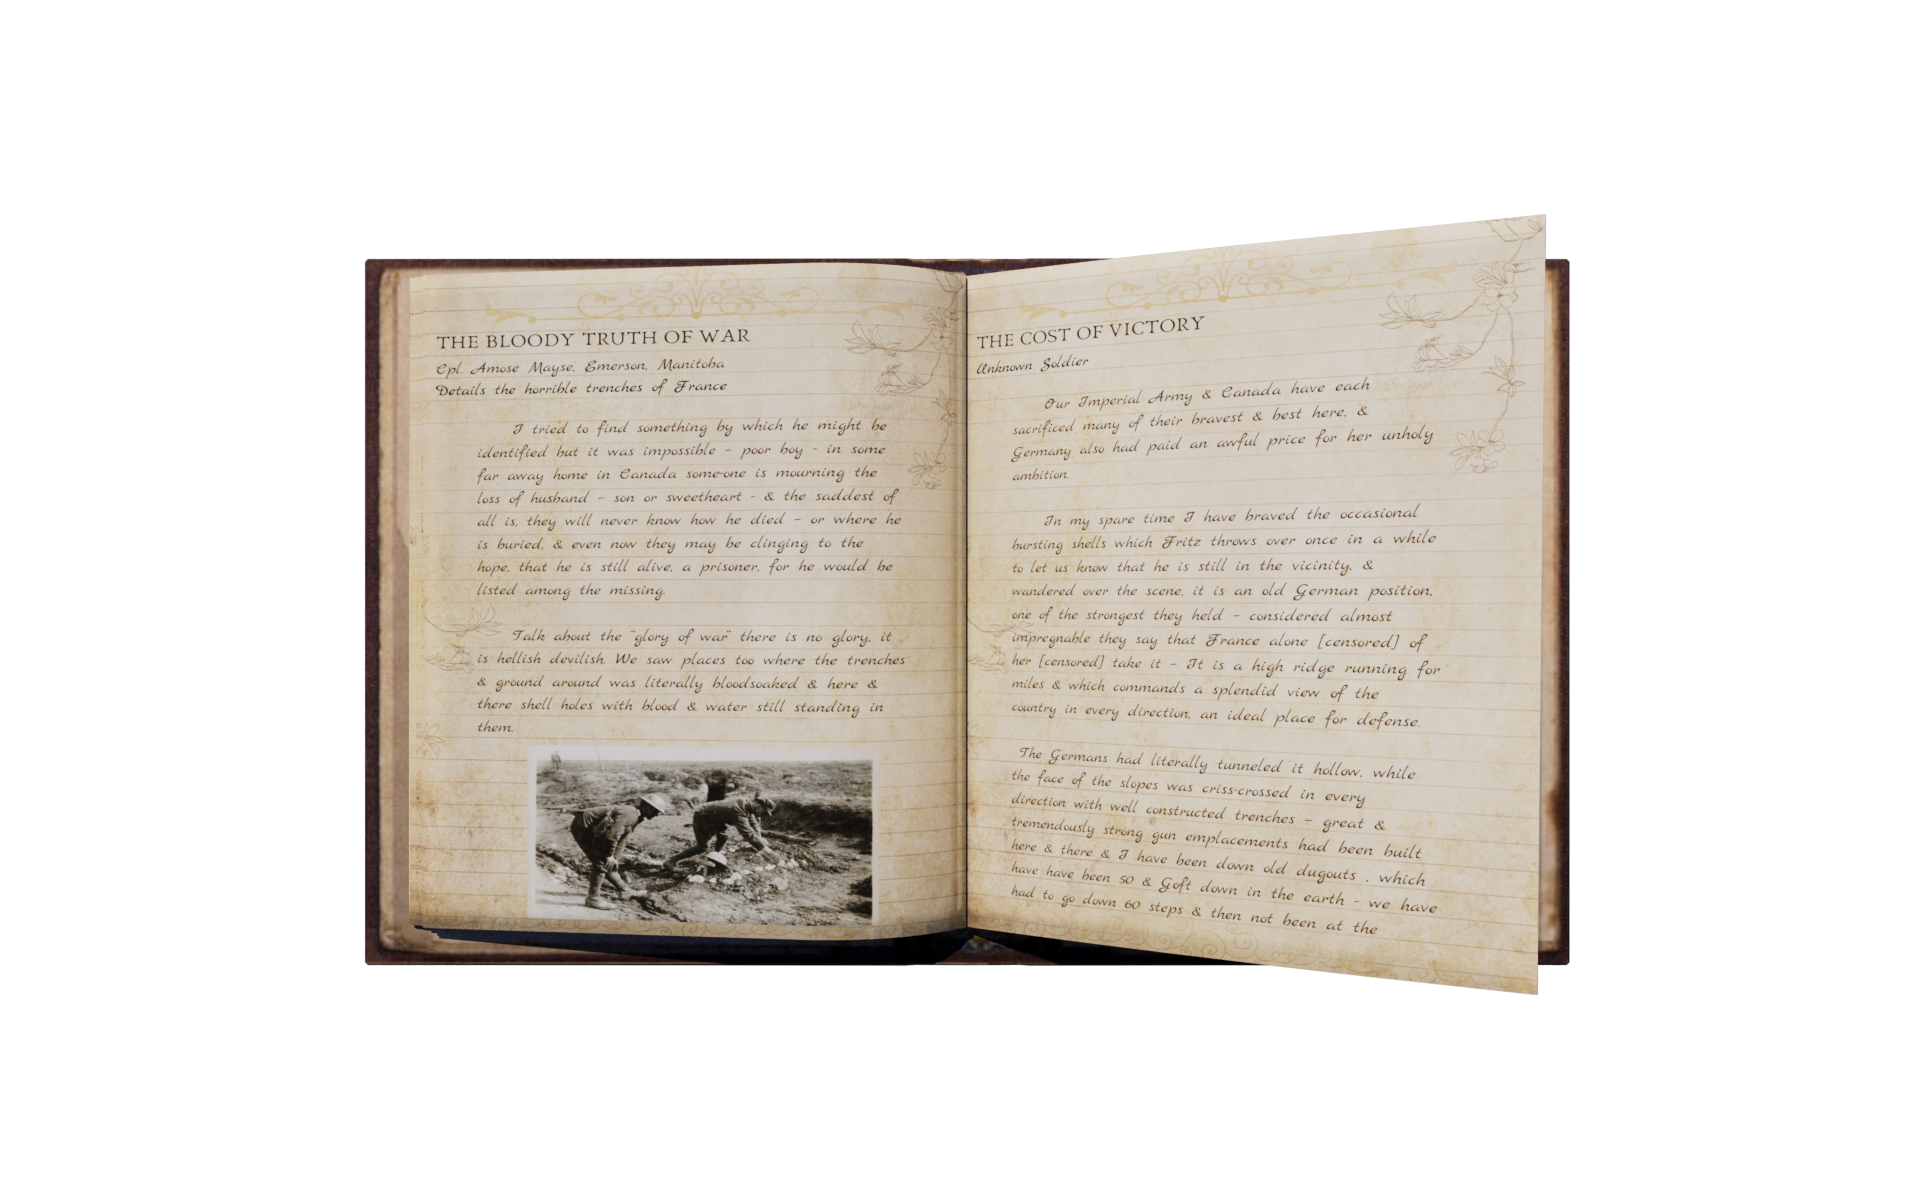 THE BLOODY TRUTH OF WAR
Cpl. Amose Mayse, Emerson, Manitoba
Details the horrible trenches of France
I tried to find something by which he might be
identified but it was impossible - poor boy - in some
far away home in Canada some-one is mourning the
loss of husband - son or sweetheart - & the saddest of
all is, they will never know how he died - or where he
is buried, & even now they may be clinging to the
hope, that he is still alive, a prisoner, for he would be
listed among the missing.
Talk about the "glory of war" there is no glory, it
is hellish devilish. We saw places too where the trenches
& ground around was literally bloodsoaked & here &
there shell holes with blood & water still standing in
them.
THE COST OF VICTORY
Unknown Soldier
Our Imperial Army & Canada have each
sacrificed many of their bravest & best here, &
Germany also had paid an awful price for her unholy
ambition.
In my spare time I have braved the occasional
bursting shells which Fritz throws over once in a while
to let us know that he is still in the vicinity, &
wandered over the scene, it is an old German position,
one of the strongest they held - considered almost
impregnable they say that France alone [censored] of
her [censored] take it - It is a high ridge running for
miles & which commands a splendid view of the
country in every direction, an ideal place for defense.
The Germans had literally tunneled it hollow, while
the face of the slopes was criss-crossed in every
direction with well constructed trenches - great &
tremendously strong gun emplacements had been built
here & there & I have been down old dugouts , which
have have been 50 & Goft down in the earth - we have
had to go down 60 steps & then not been at the